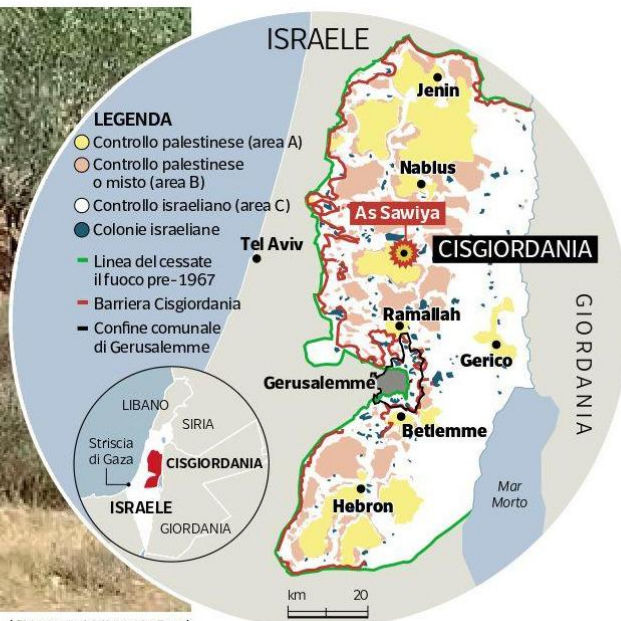 ISRAELE
LEGENDA
Controllo palestinese (area A)
Controllo palestinese
o misto (area B)
Controllo israeliano (area C)
Colonie israeliane
Linea del cessate
il fuoco pre-1967
Barriera Cisgiordania
Confine comunale
di Gerusalemme
Jenin
Nablus
As Sawiya
Tel Aviv
CISGIORDANIA
Ramallah
Gerico
Gerusalemme
Betlemme
Hebron
GIORDANIA
Mar
Morto
LIBANO
SIRIA
Striscia
di Gaza
CISGIORDANIA
ISRAELE
GIORDANIA
km 20